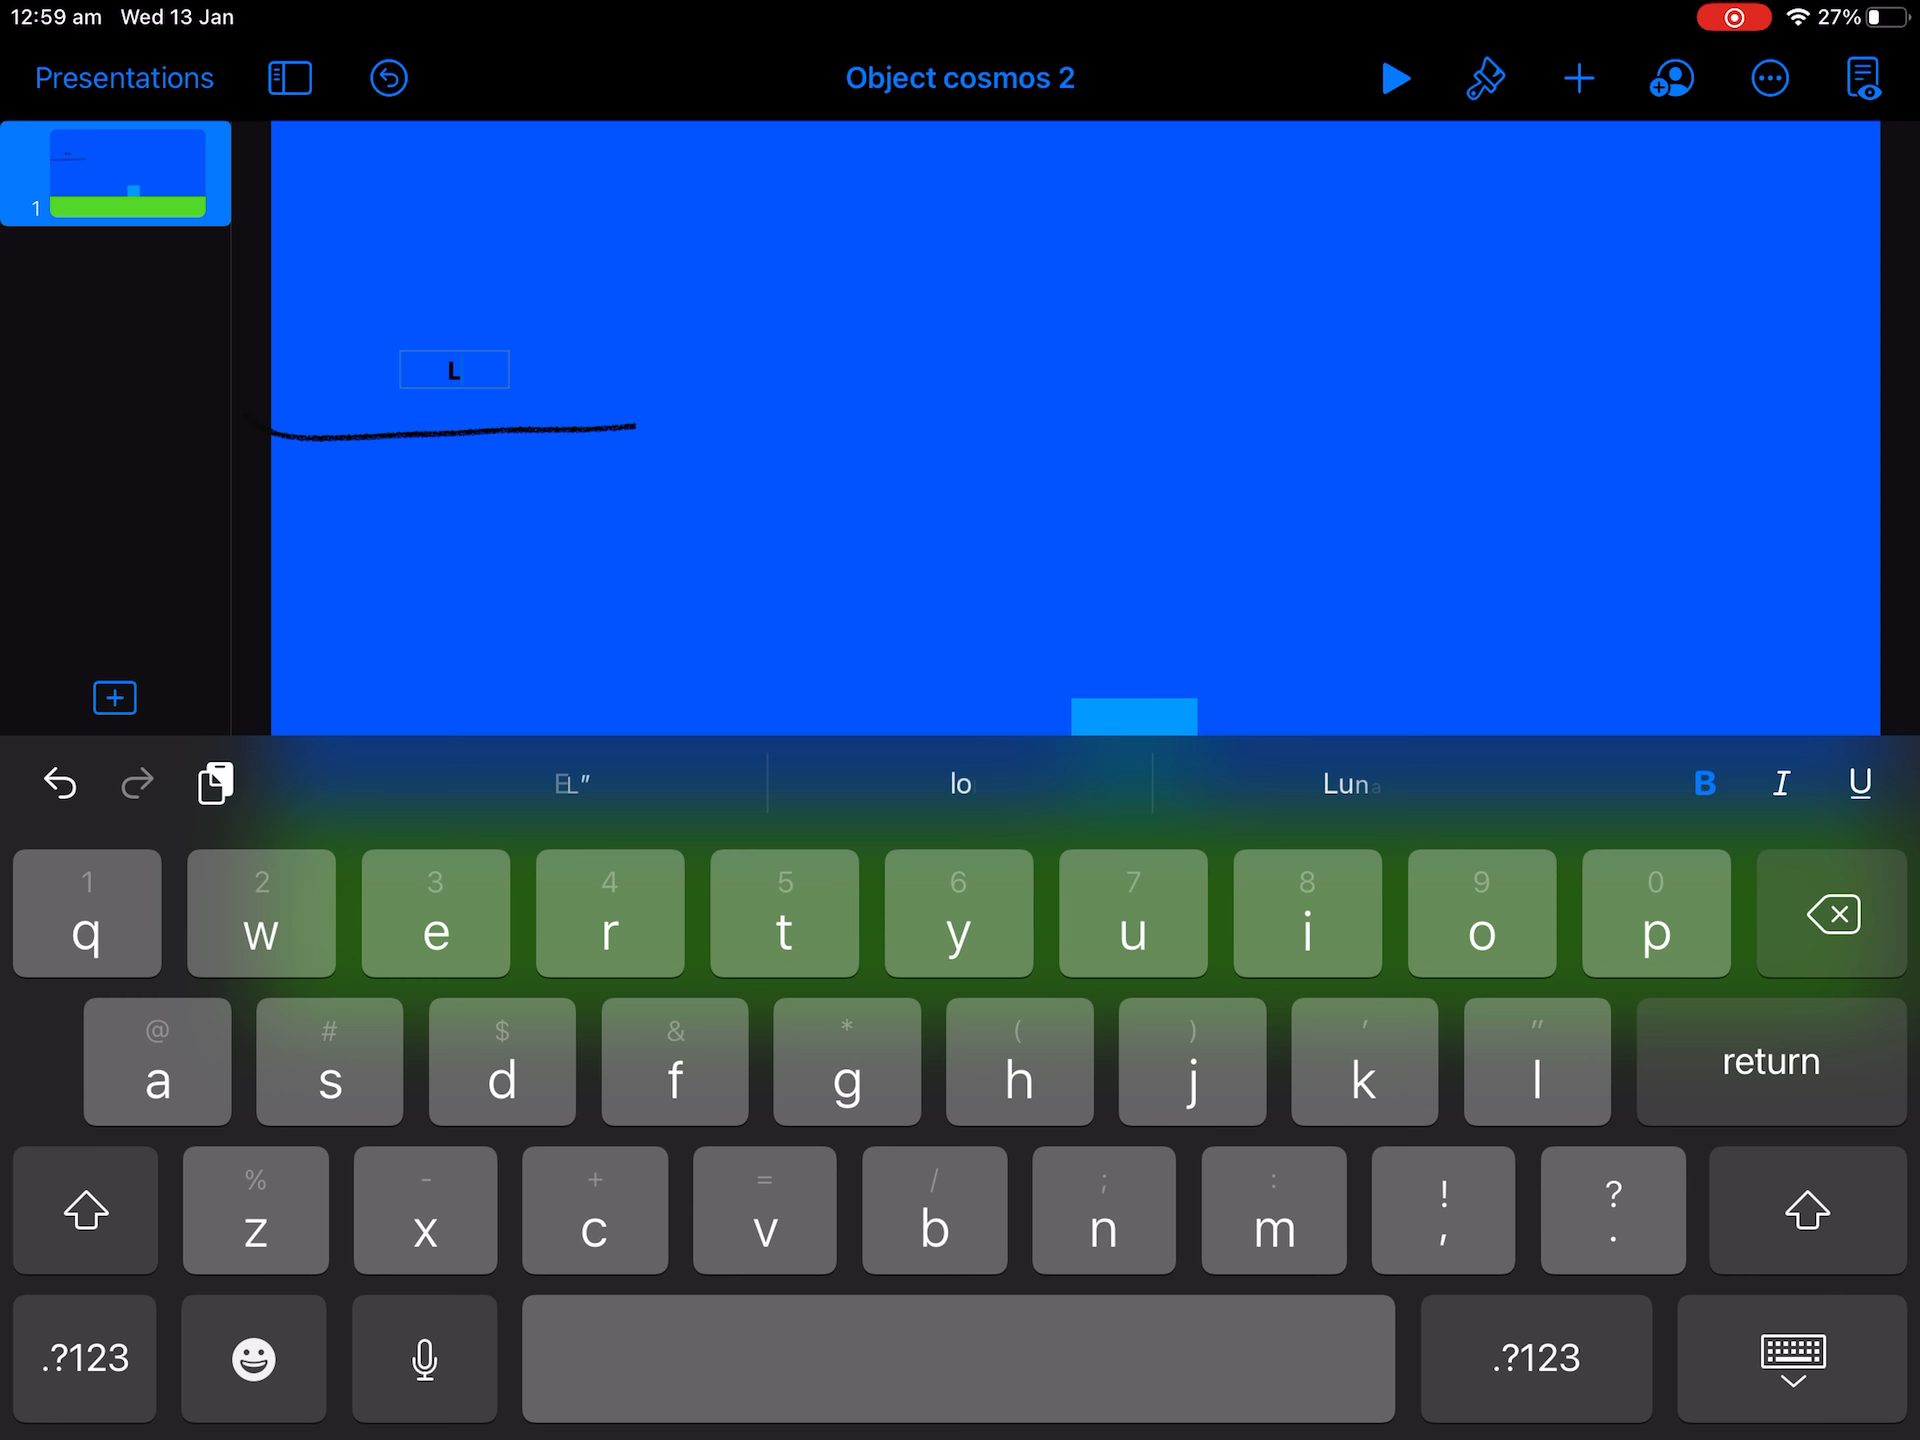 12:59 am Wed 13 Jan 27%
Presentations Object cosmos 2
1
L
lo Lun B I U
1 2 3 4 5 6 7 8 9 0
q w e r t y u i o p
@ # $ & * ( ) ' "
a s d f g h j k l return
% - + = / ; : ! ?
z x c v b n m , .
.?123 .?123